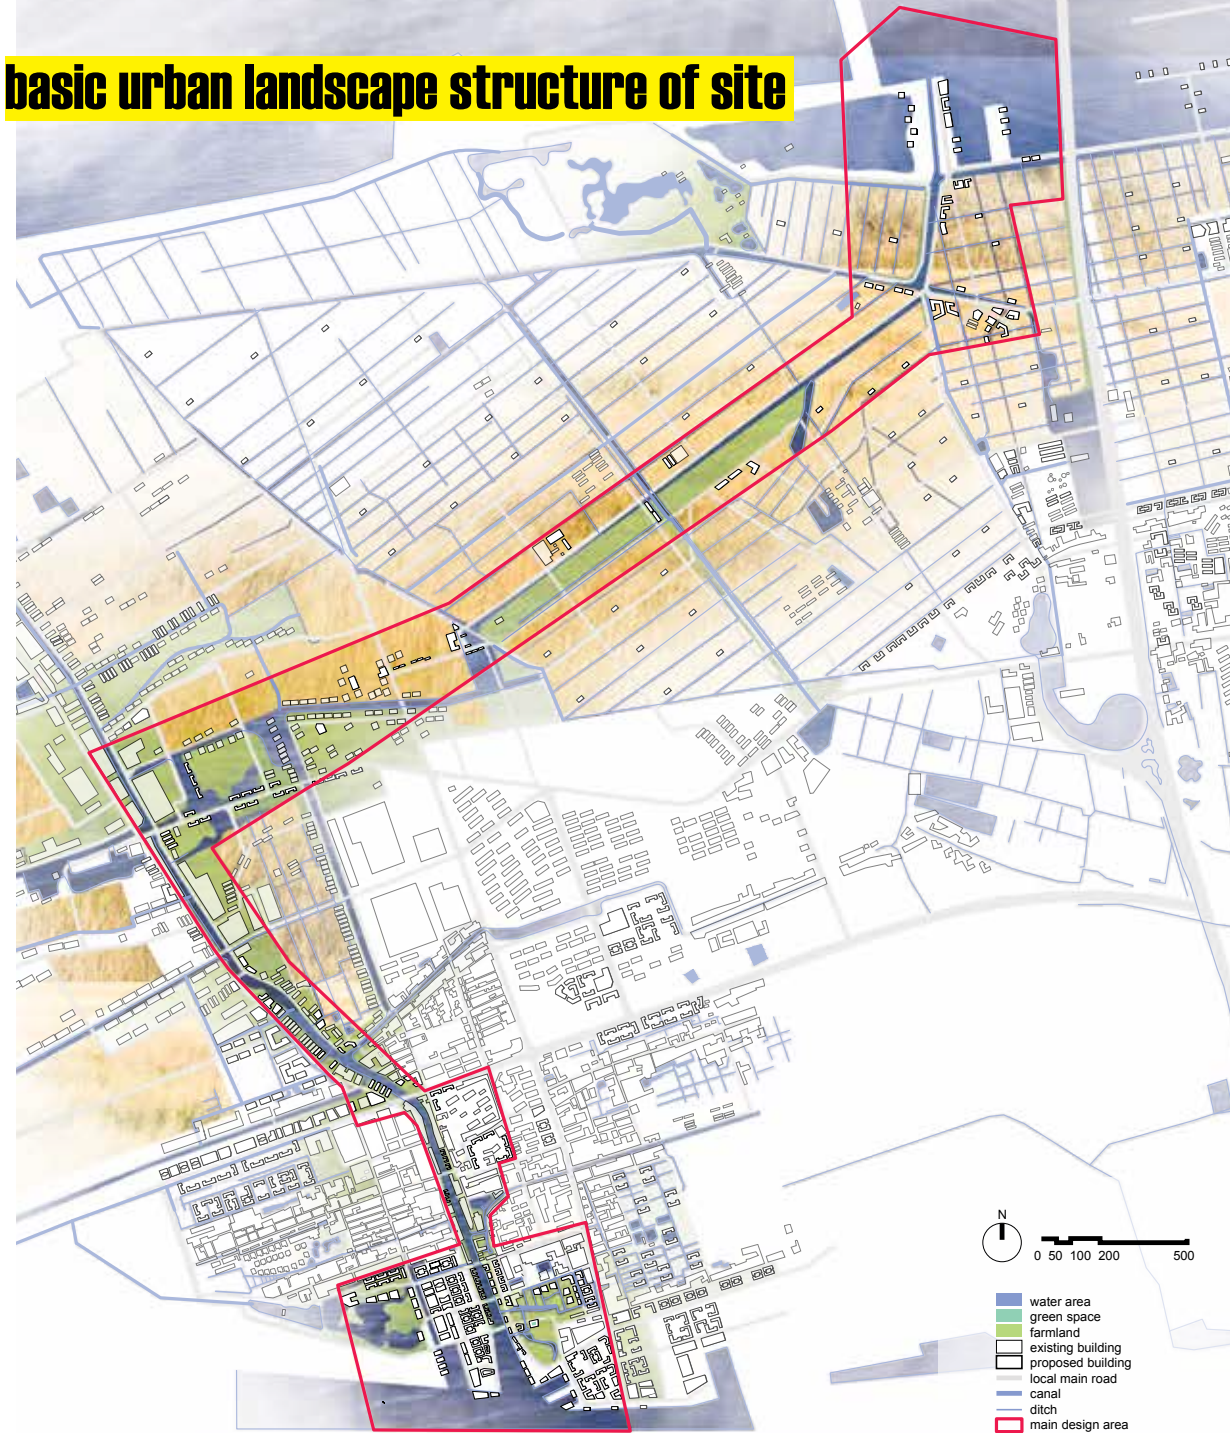 basic urban landscape structure of site
N
0 50 100 200 500
water area
green space
farmland
existing building
proposed building
local main road
canal
ditch
main design area